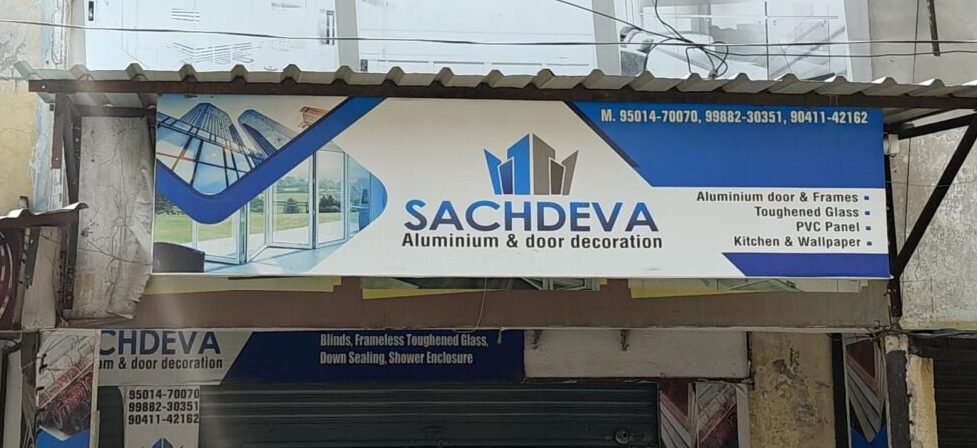 M. 95014-70070, 99882-30351, 90411-42162
SACHDEVA
Aluminium & door decoration
Aluminium door & Frames
Toughened Glass
PVC Panel
Kitchen & Wallpaper
CHDEVA
m & door decoration
Blinds, Frameless Toughened Glass,
Down Sealing, Shower Enclosure
95014-70070
99882-30351
90411-42162